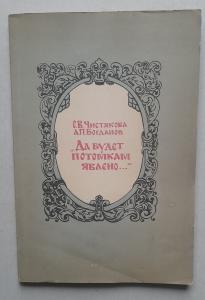 С.В. Чистякова
А.П. Богданов
„Да будет
потомкам
явлено...“